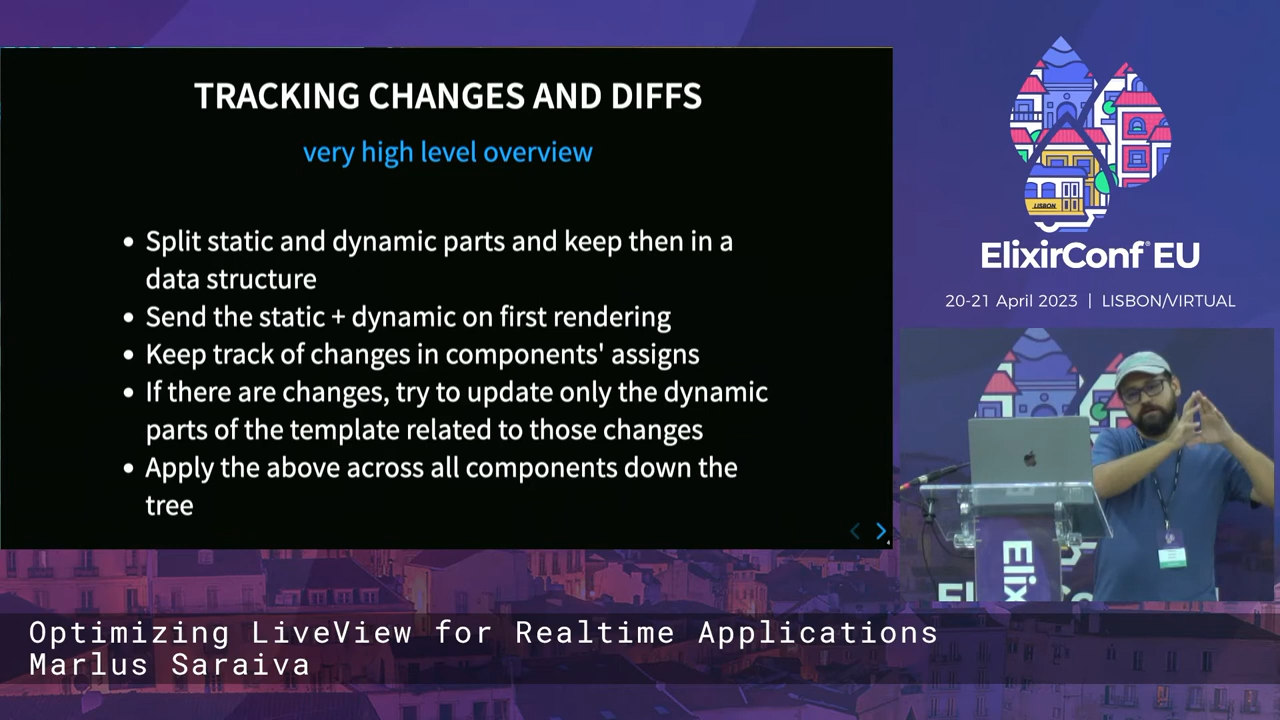 TRACKING CHANGES AND DIFFS
very high level overview
• Split static and dynamic parts and keep then in a
data structure
• Send the static + dynamic on first rendering
• Keep track of changes in components' assigns
• If there are changes, try to update only the dynamic
parts of the template related to those changes
• Apply the above across all components down the
tree
4
LISBON
ElixirConf® EU
20-21 April 2023 | LISBON/VIRTUAL
Elix
Optimizing LiveView for Realtime Applications
Marlus Saraiva